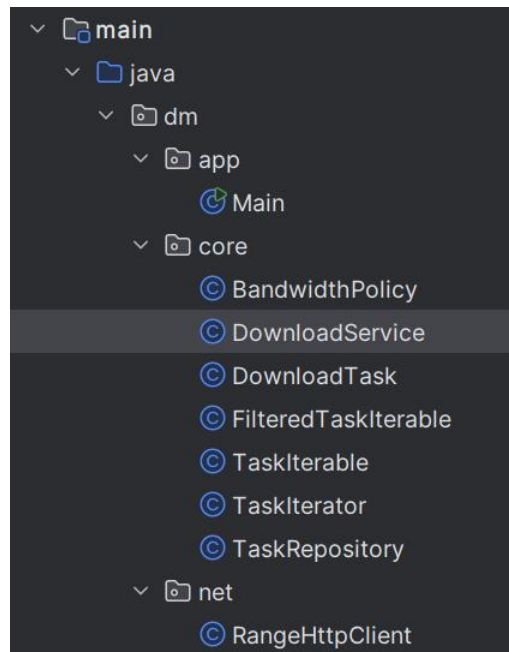 main
java
dm
app
Main
core
BandwidthPolicy
DownloadService
DownloadTask
FilteredTaskIterable
TaskIterable
TaskIterator
TaskRepository
net
RangeHttpClient